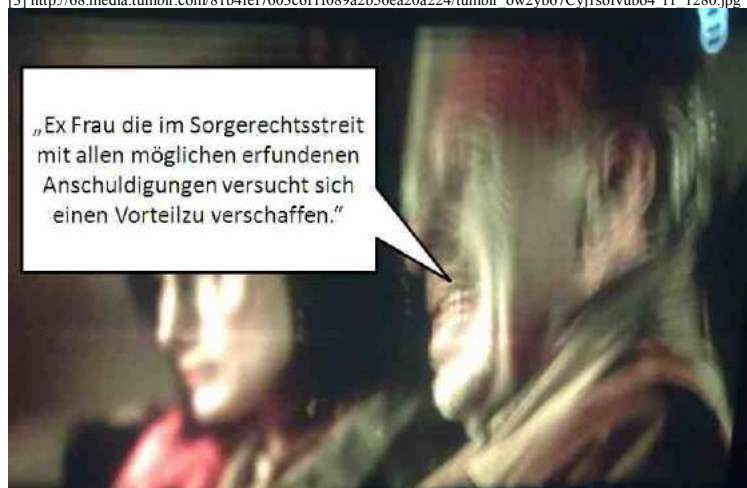 „Ex Frau die im Sorgerechtsstreit
mit allen möglichen erfundenen
Anschuldigungen versucht sich
einen Vorteilzu verschaffen.“